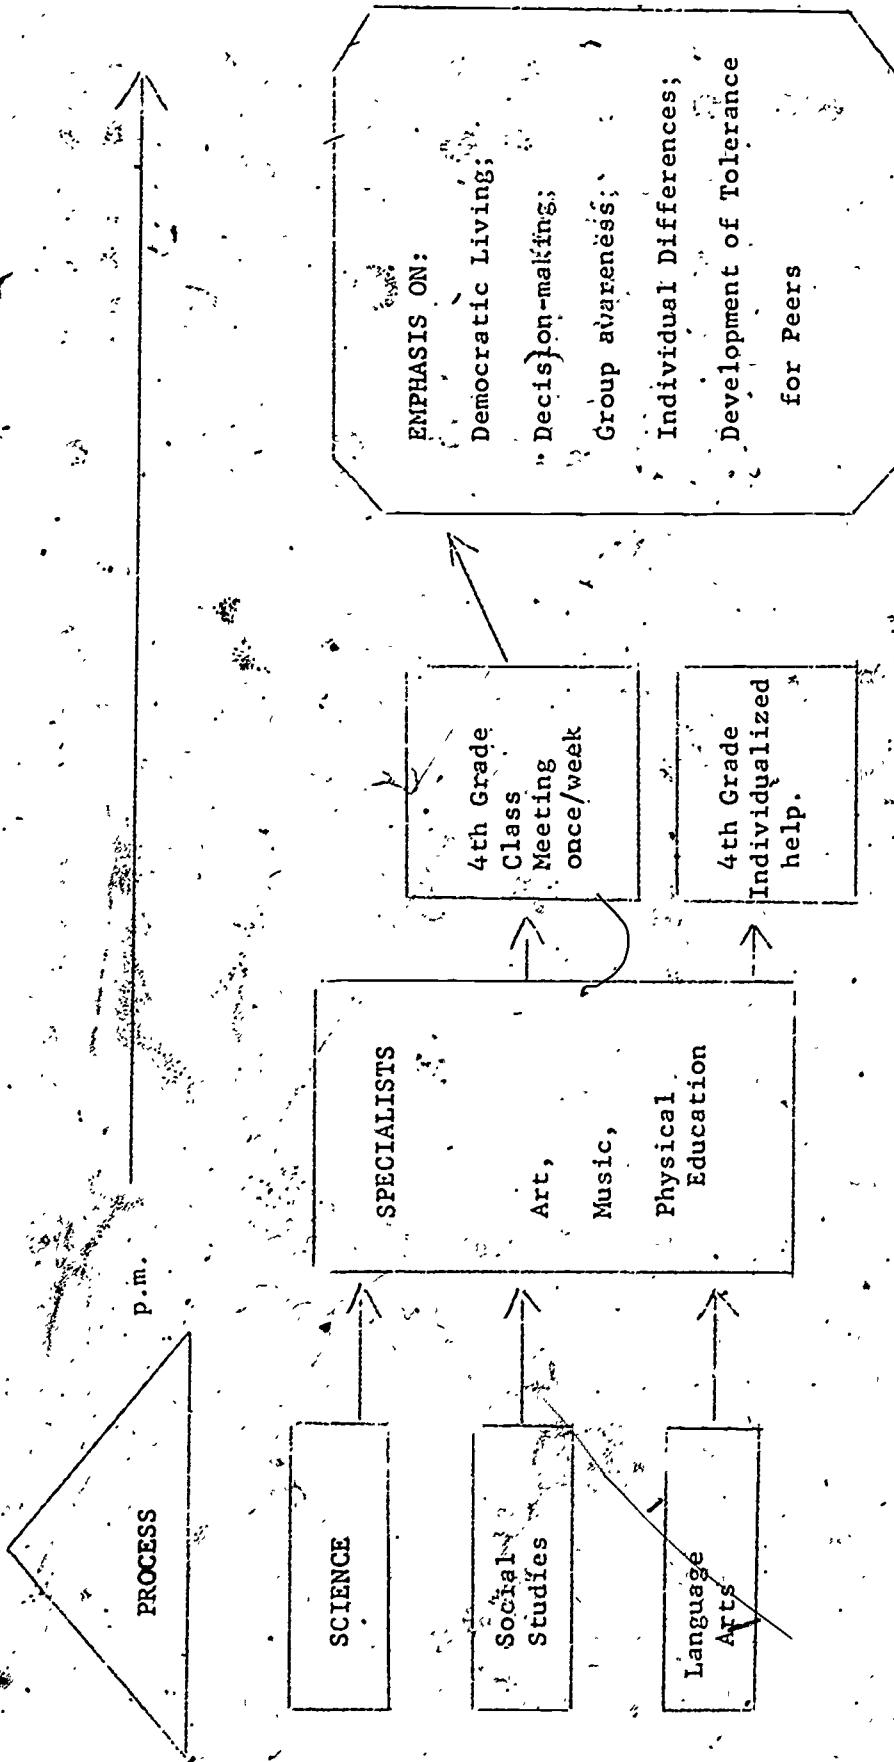 PROCESS
p.m.
SCIENCE
Social
Studies
Language
Arts
SPECIALISTS
Art,
Music,
Physical
Education
4th Grade
Class
Meeting
once/week
4th Grade
Individualized
help.
EMPHASIS ON:
Democratic Living;
Decision-making;
Group awareness;
Individual Differences;
Development of Tolerance
for Peers